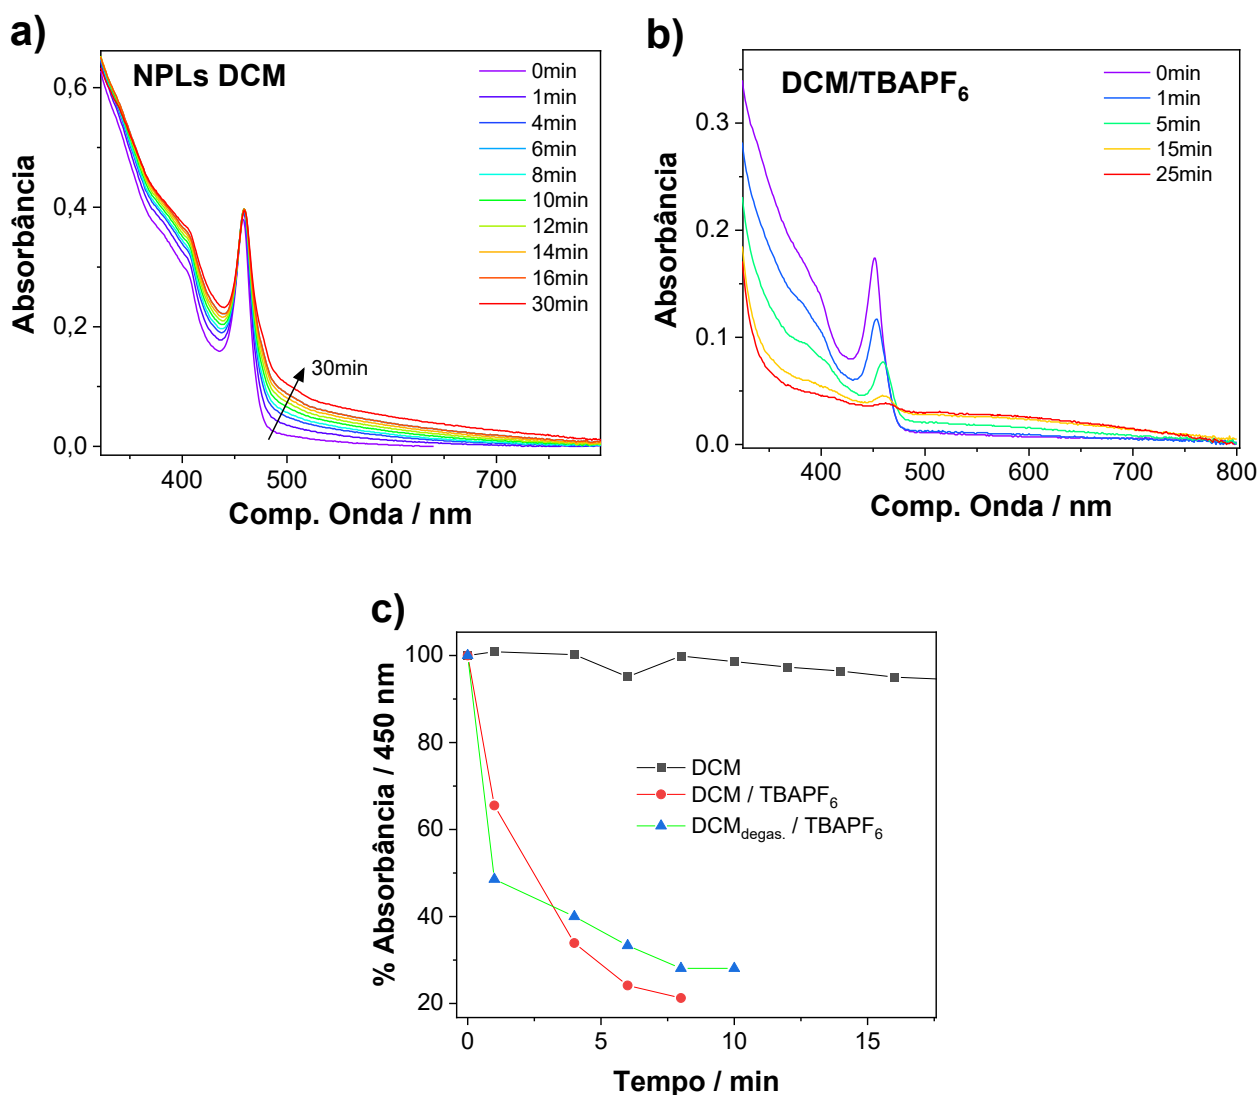 a)
NPLs DCM
0min
1min
4min
6min
8min
10min
12min
14min
16min
30min
30min
0,6
0,4
0,2
0,0
400 500 600 700
Absorbância
Comp. Onda / nm
b)
DCM/TBAPF6
0min
1min
5min
15min
25min
0.3
0.2
0.1
0.0
400 500 600 700 800
Absorbância
Comp. Onda / nm
c)
100
80
60
40
20
% Absorbância / 450 nm
DCM
DCM / TBAPF6
DCMdegas. / TBAPF6
0 5 10 15
Tempo / min